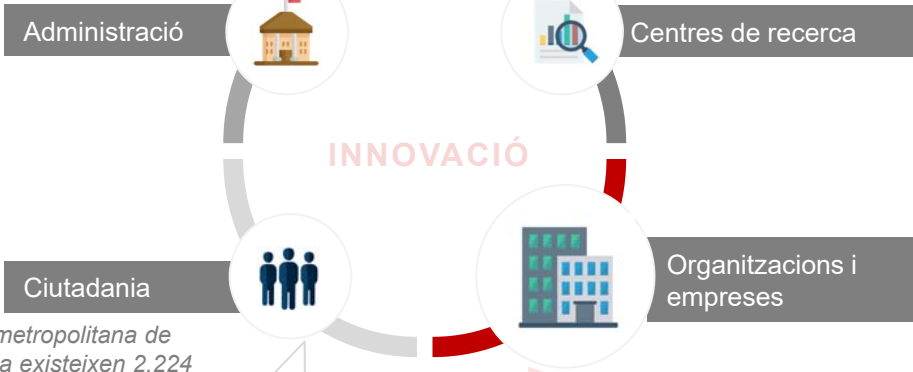 Administració
Centres de recerca
INNOVACIÓ
Ciutadania
Organitzacions i
empreses
metropolitana de
a existeixen 2.224